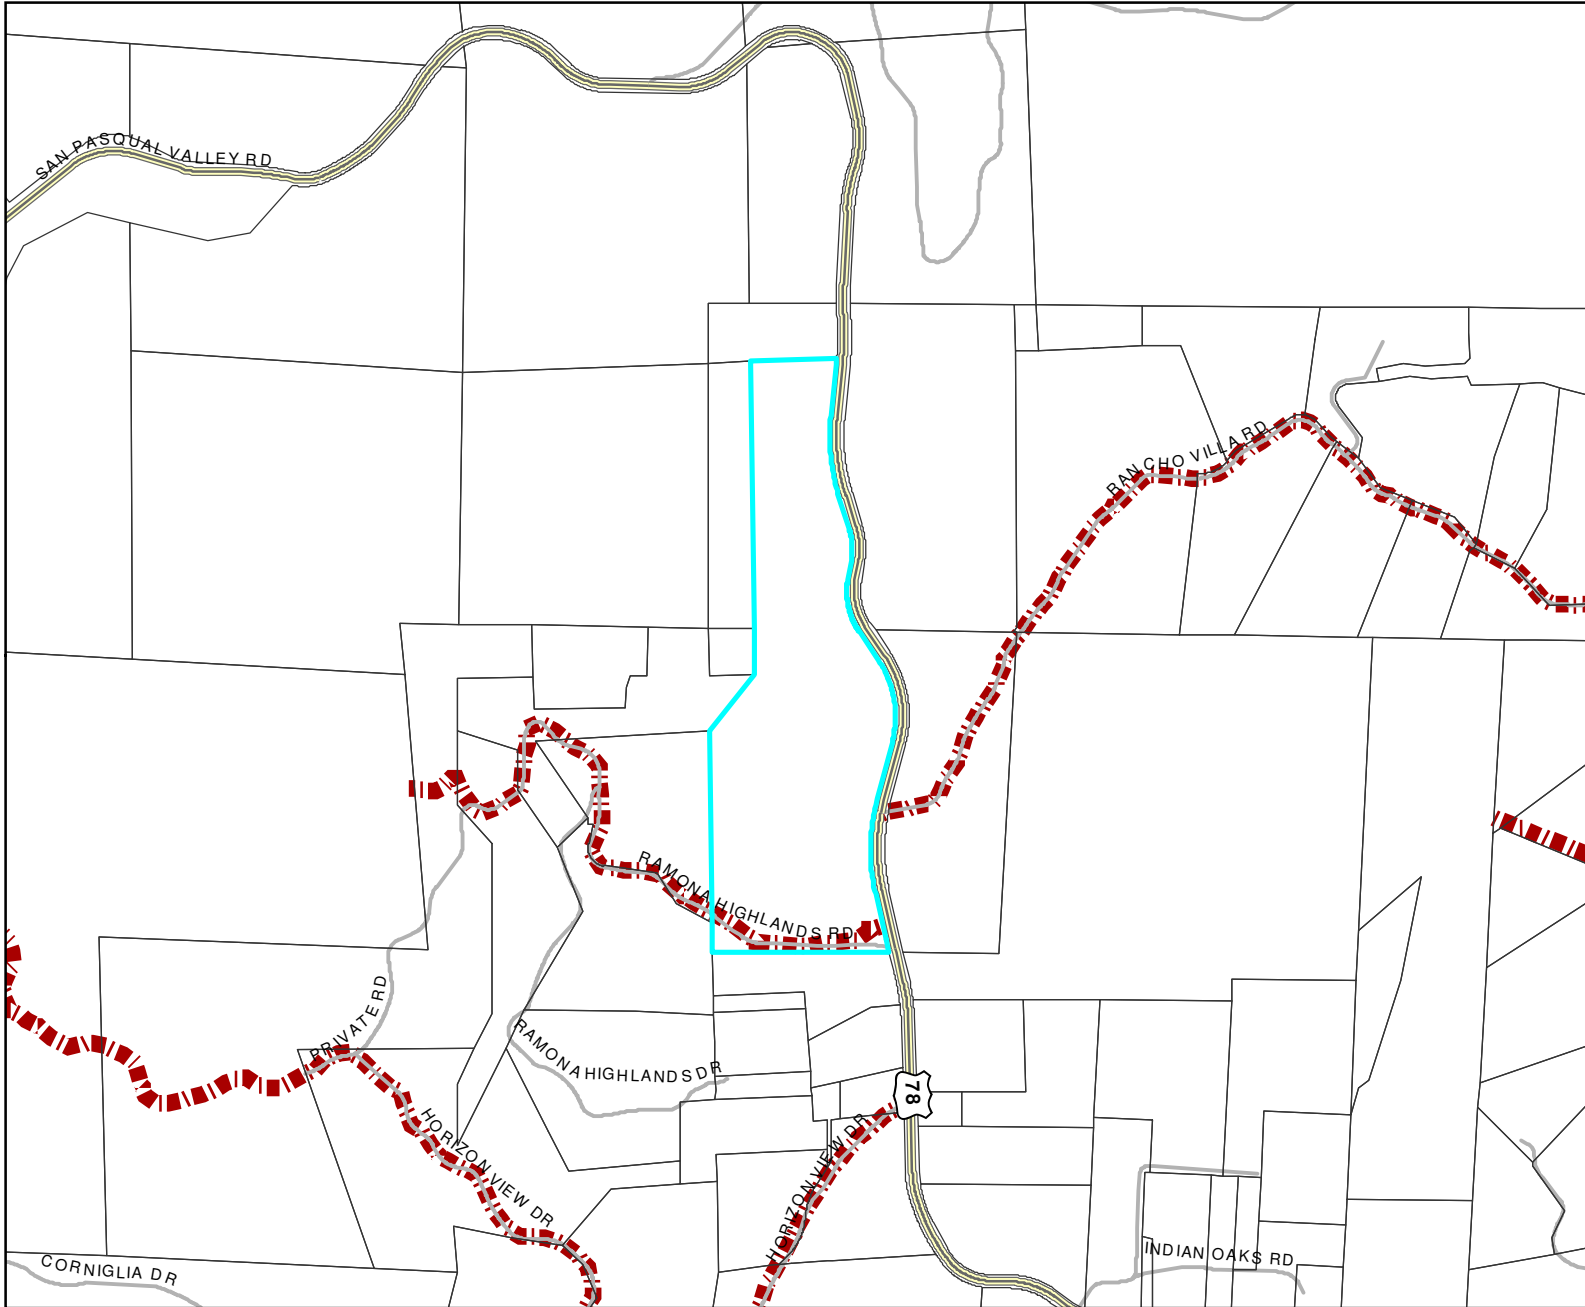 SAN PASQUAL VALLEY RD
RANCHO VILLA RD
RAMONA HIGHLANDS RD
PRIVATE RD
RAMONA HIGHLANDS DR
78
HORIZON VIEW DR
HORIZON VIEW DR
INDIAN OAKS RD
CORNIGLIA DR